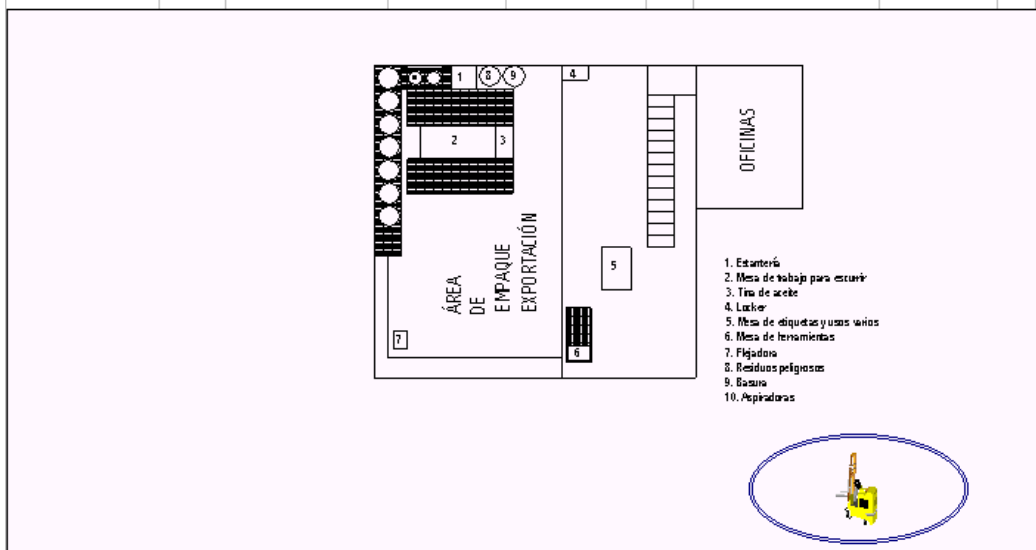 1
8
9
4
2
3
OFICINAS
ÁREA
DE
EMPAQUE
EXPORTACIÓN
5
7
6
1. Estantería
2. Mesa de trabajo para escurrir
3. Tina de aceite
4. Locker
5. Mesa de etiquetas y usos varios
6. Mesa de herramientas
7. Flejadora
8. Residuos peligrosos
9. Basura
10. Aspiradoras